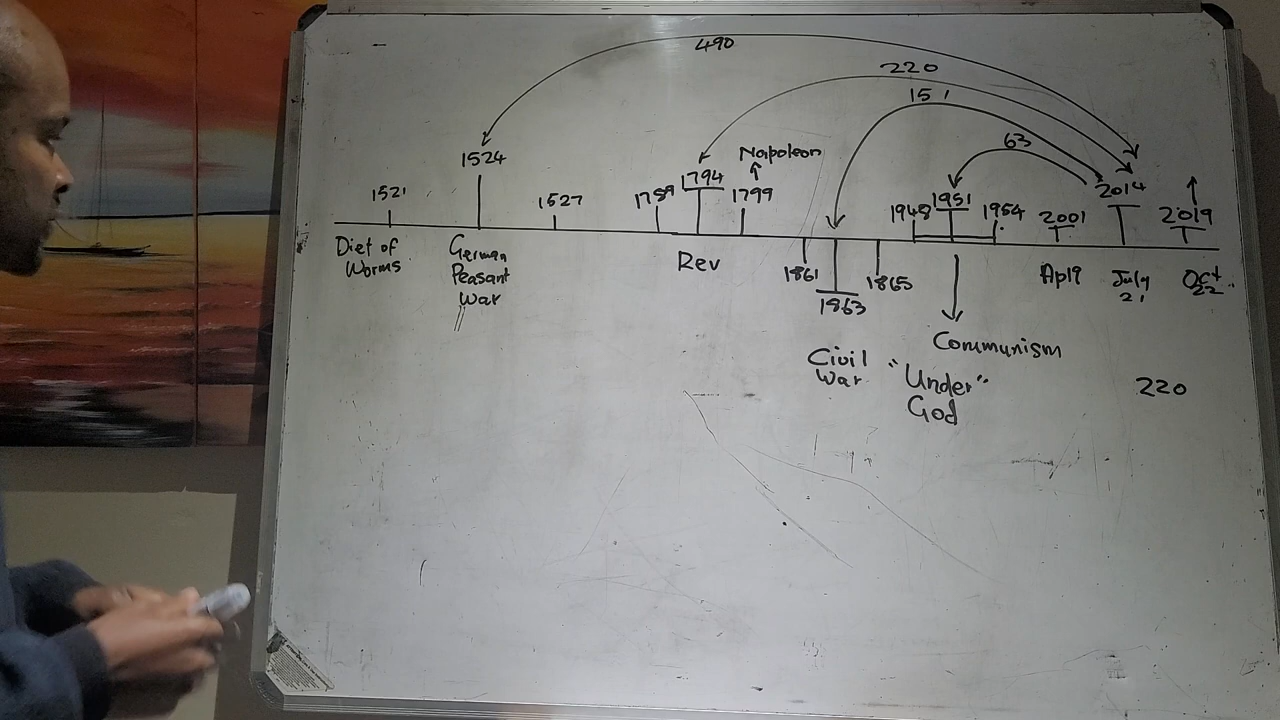 490
220
151
63
1524
1521
1527
1789
1794
Napoleon
1799
1948
1951
1954
2001
2014
2019
Diet of
Worms
German
Peasant
War
Rev
1861
1863
1865
Civil
War
Communism
"Under"
God
Apl9
July
21
Oct
22
220